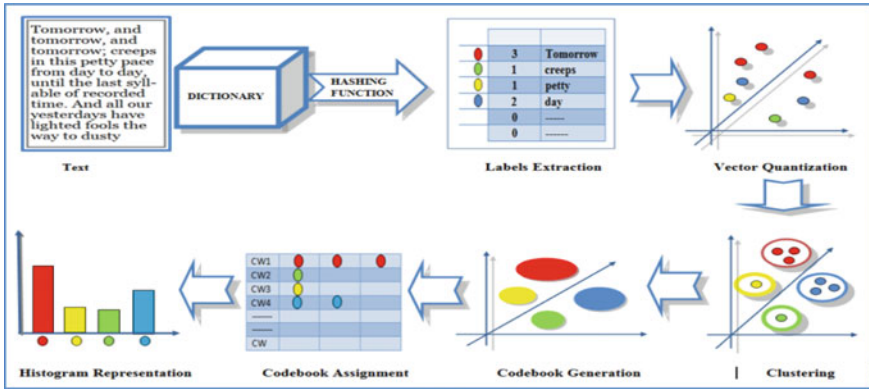 Tomorrow, and
tomorrow, and
tomorrow; creeps
in this petty pace
from day to day,
until the last syll-
able of recorded
time. And all our
yesterdays have
lighted fools the
way to dusty
Text
DICTIONARY
HASHING
FUNCTION
3 Tomorrow
1 creeps
1 petty
2 day
0 -----
0 -------
Labels Extraction
Vector Quantization
Clustering
Codebook Generation
CW1
CW2
CW3
CW4
------
------
CW
Codebook Assignment
Histogram Representation